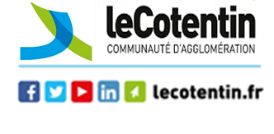 leCotentin
COMMUNAUTÉ D'AGGLOMÉRATION
lecotentin.fr